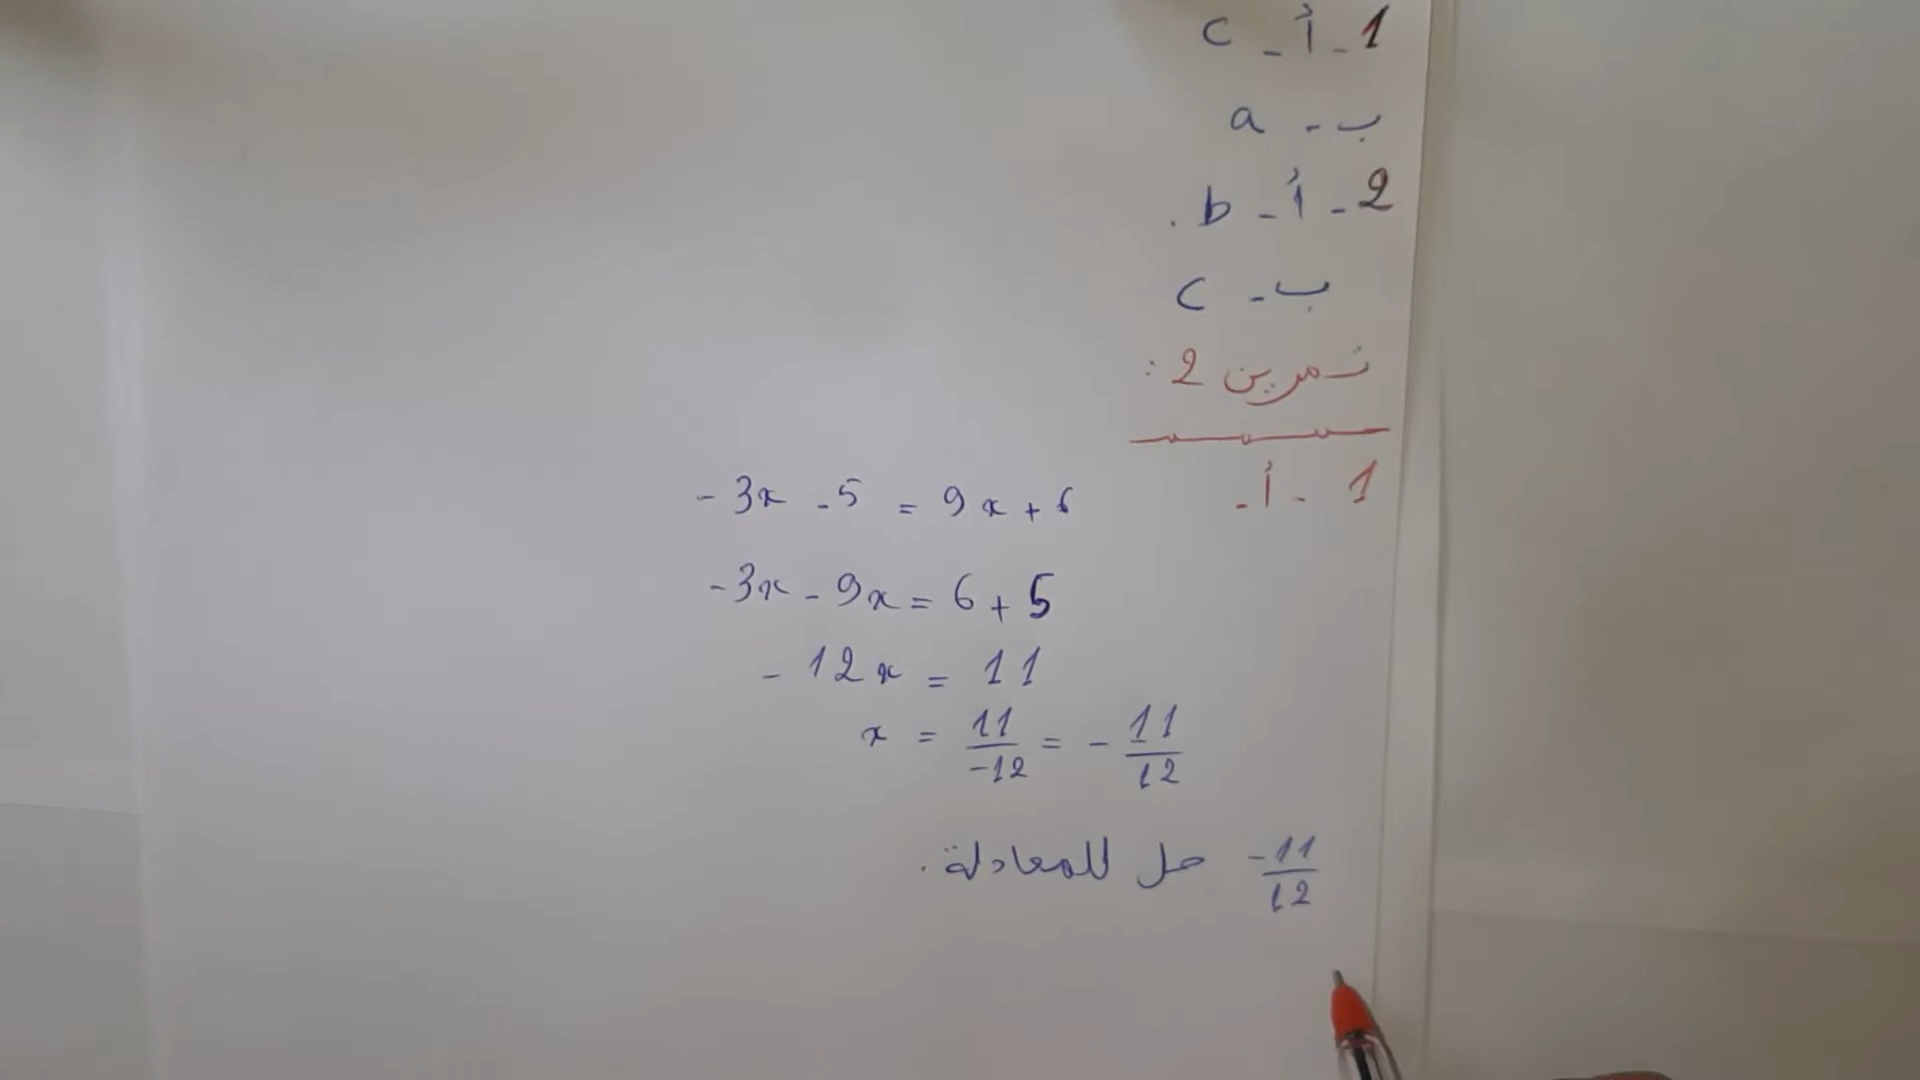 1 - أ - c
ب - a
2 - أ - b .
ب - c
تمرين 2 :
1 - أ -
- 3x - 5 = 9x + 6
- 3x - 9x = 6 + 5
- 12x = 11
x = 11/-12 = - 11/12
-11/12 حل للمعادلة .